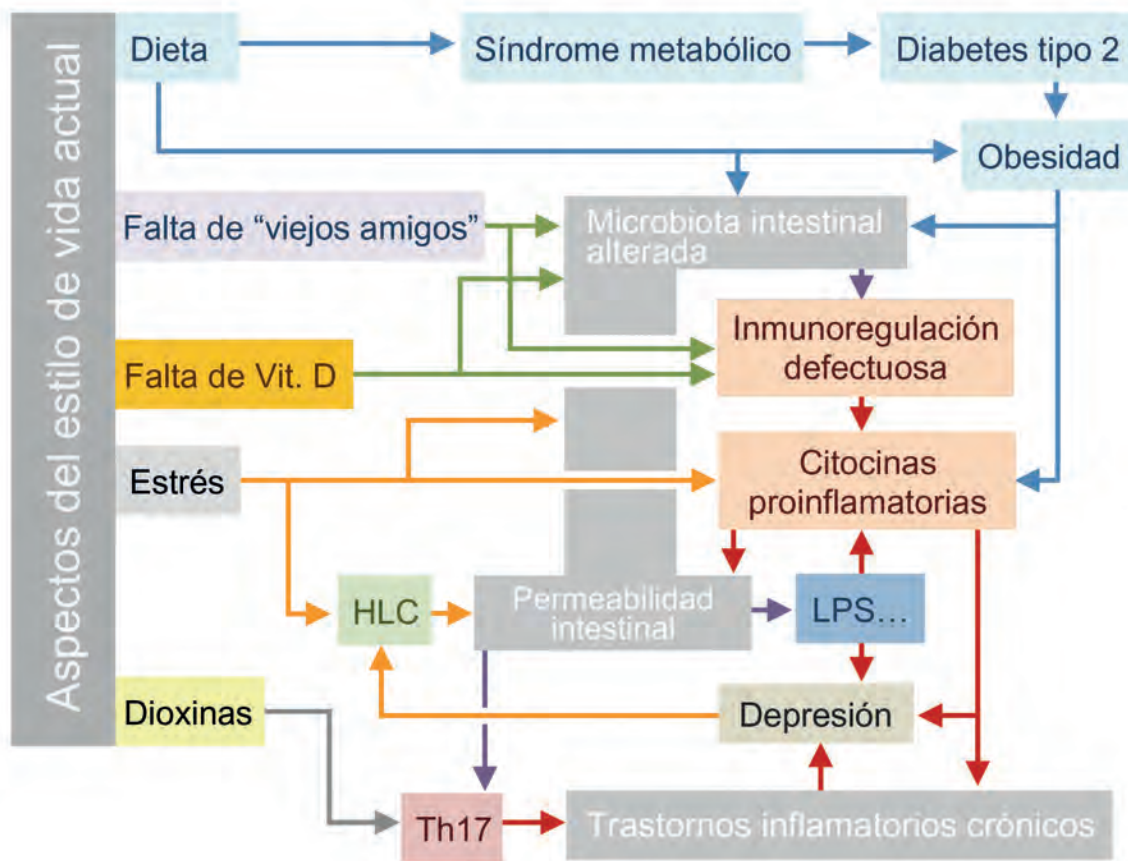 Aspectos del estilo de vida actual
Dieta
Síndrome metabólico
Diabetes tipo 2
Obesidad
Falta de “viejos amigos”
Microbiota intestinal
alterada
Inmunoregulación
defectuosa
Falta de Vit. D
Citocinas
proinflamatorias
Estrés
HLC
Permeabilidad
intestinal
LPS...
Dioxinas
Depresión
Th17
Trastornos inflamatorios crónicos